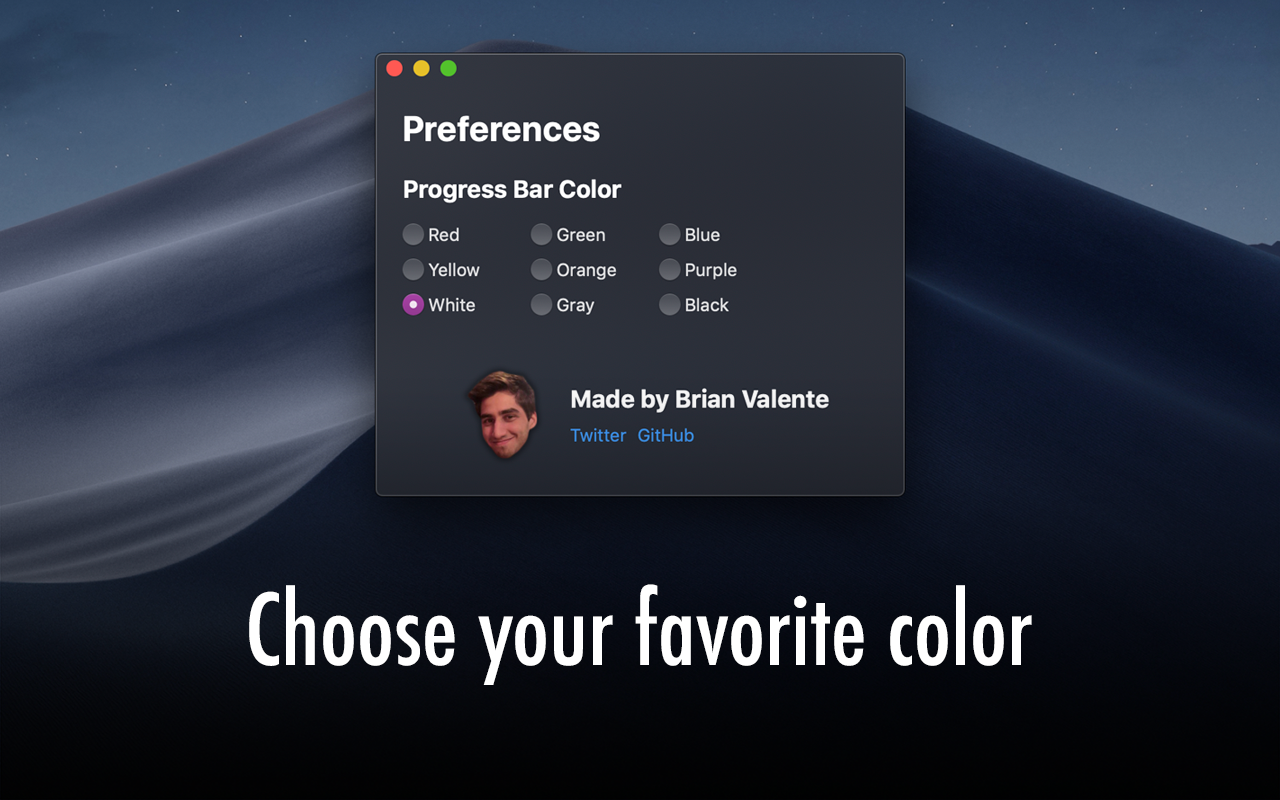 Preferences
Progress Bar Color
Red Green Blue
Yellow Orange Purple
White Gray Black
Made by Brian Valente
Twitter GitHub
Choose your favorite color